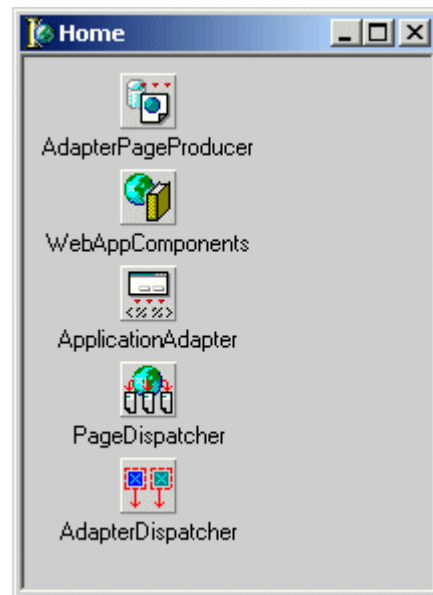 Home
AdapterPageProducer
WebAppComponents
<%%>
ApplicationAdapter
PageDispatcher
AdapterDispatcher